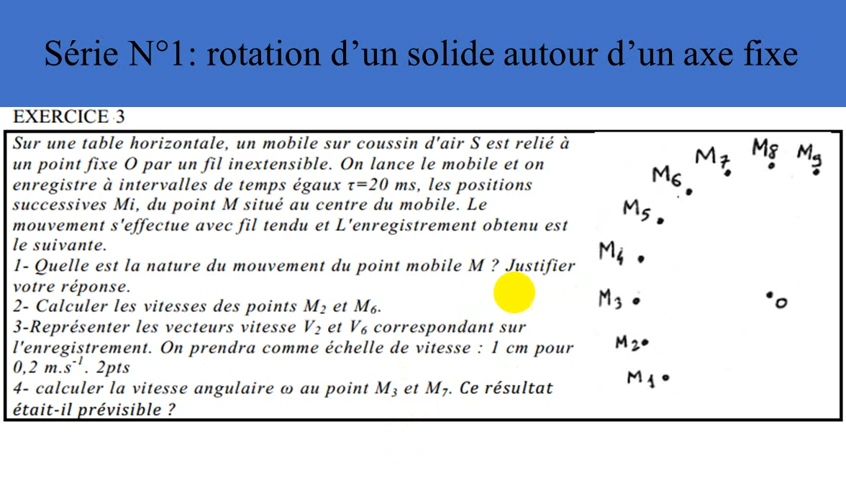 Série N°1: rotation d’un solide autour d’un axe fixe
EXERCICE 3
Sur une table horizontale, un mobile sur coussin d'air S est relié à
un point fixe O par un fil inextensible. On lance le mobile et on
enregistre à intervalles de temps égaux τ=20 ms, les positions
successives Mi, du point M situé au centre du mobile. Le
mouvement s'effectue avec fil tendu et L'enregistrement obtenu est
le suivante.
1- Quelle est la nature du mouvement du point mobile M ? Justifier
votre réponse.
2- Calculer les vitesses des points M₂ et M₆.
3-Représenter les vecteurs vitesse V₂ et V₆ correspondant sur
l'enregistrement. On prendra comme échelle de vitesse : 1 cm pour
0,2 m.s⁻¹. 2pts
4- calculer la vitesse angulaire ω au point M₃ et M₇. Ce résultat
était-il prévisible ?
M8 M9
M7
M6
M5
M4
M3
O
M2
M1